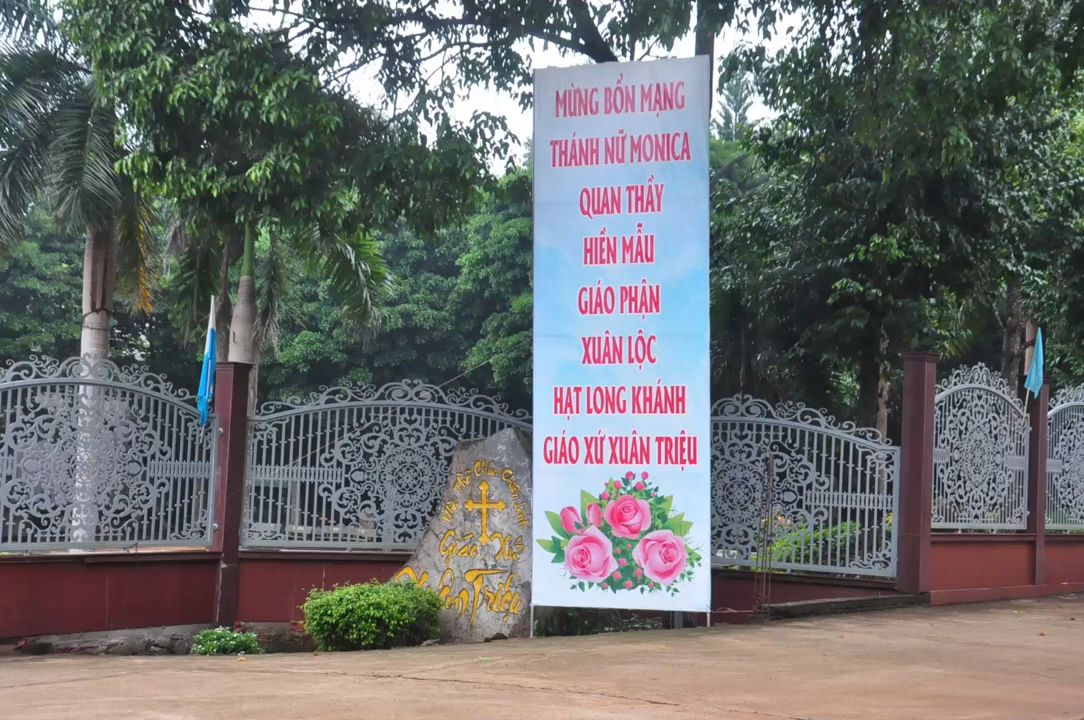 MỪNG BỔN MẠNG
THÁNH NỮ MONICA
QUAN THẦY
HIỀN MẪU
GIÁO PHẬN
XUÂN LỘC
HẠT LONG KHÁNH
GIÁO XỨ XUÂN TRIỆU
Giáo Xứ
Triệu